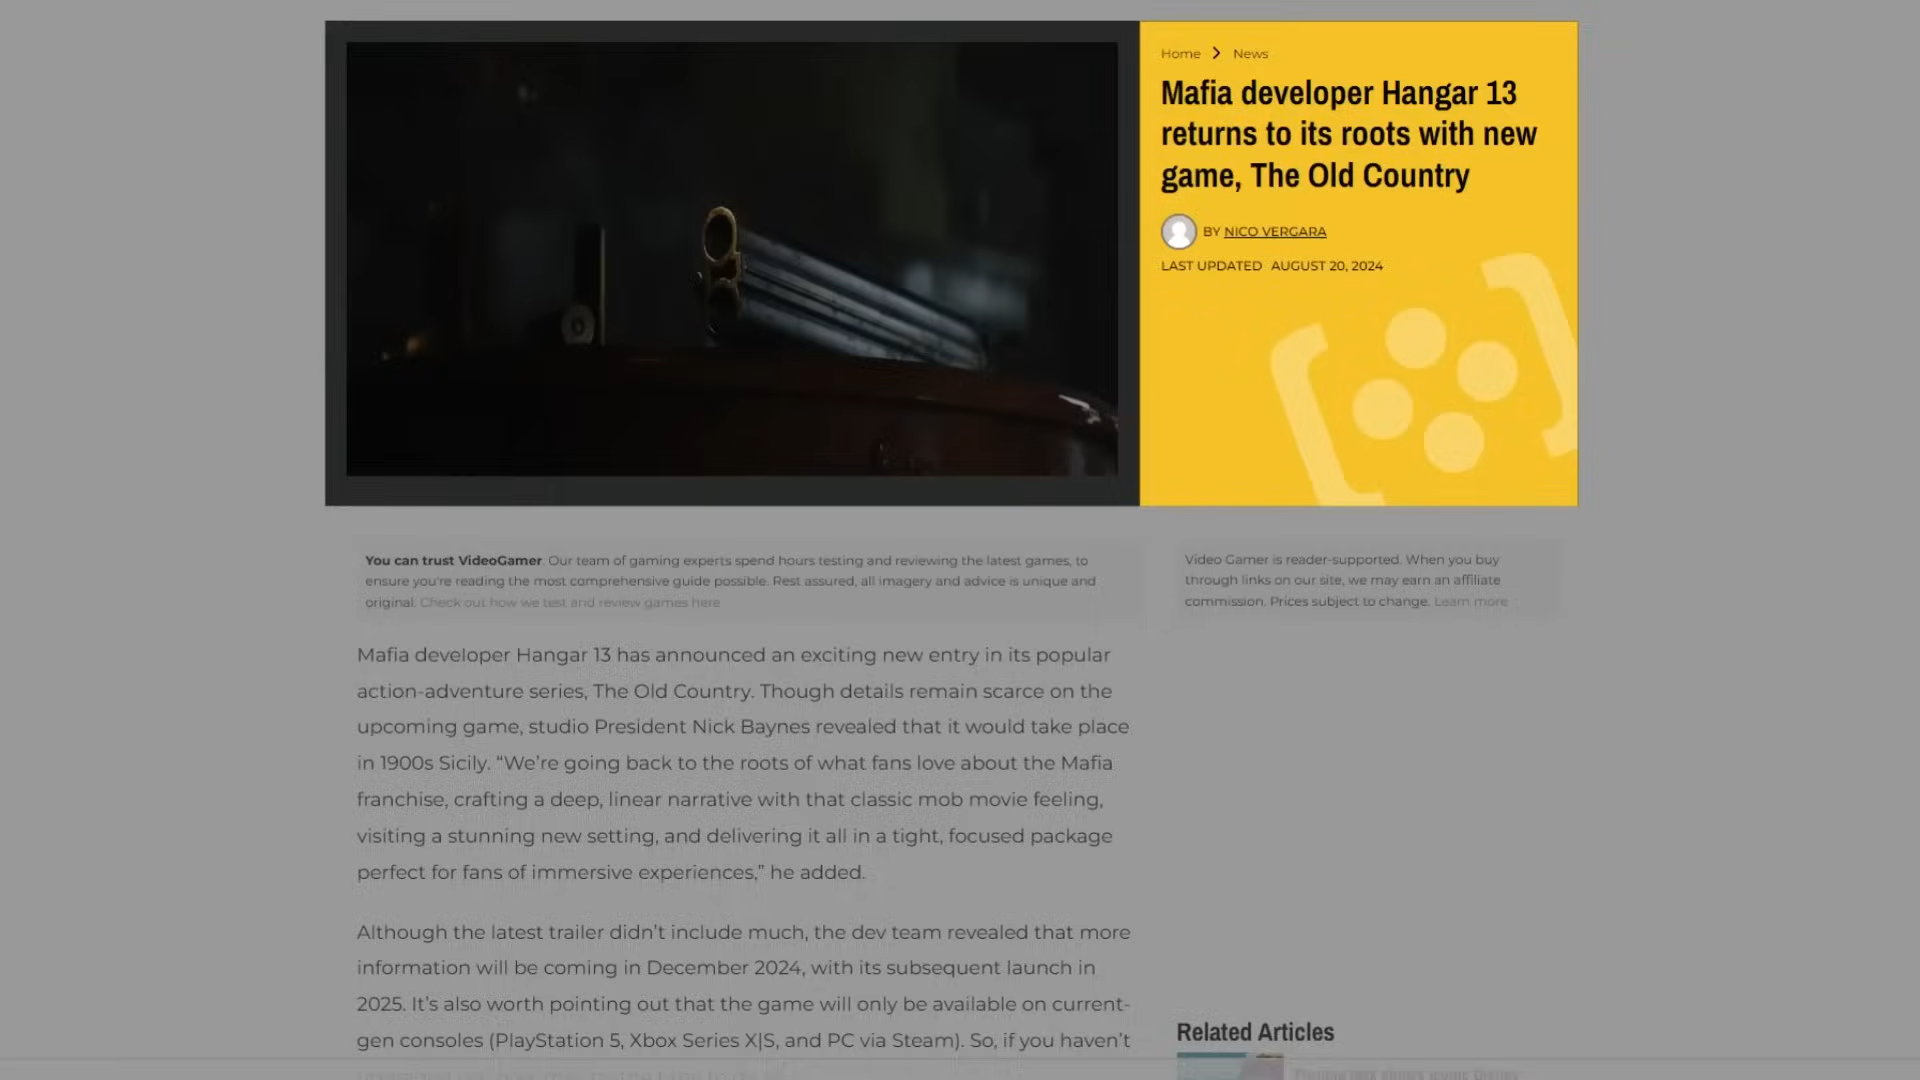 Home > News
Mafia developer Hangar 13
returns to its roots with new
game, The Old Country
BY NICO VERGARA
LAST UPDATED AUGUST 20, 2024
You can trust VideoGamer. Our team of gaming experts spend hours testing and reviewing the latest games, to
ensure you're reading the most comprehensive guide possible. Rest assured, all imagery and advice is unique and
original. Check out how we test and review games here
Video Gamer is reader-supported. When you buy
through links on our site, we may earn an affiliate
commission. Prices subject to change. Learn more
Mafia developer Hangar 13 has announced an exciting new entry in its popular
action-adventure series, The Old Country. Though details remain scarce on the
upcoming game, studio President Nick Baynes revealed that it would take place
in 1900s Sicily. “We’re going back to the roots of what fans love about the Mafia
franchise, crafting a deep, linear narrative with that classic mob movie feeling,
visiting a stunning new setting, and delivering it all in a tight, focused package
perfect for fans of immersive experiences,” he added.
Although the latest trailer didn’t include much, the dev team revealed that more
information will be coming in December 2024, with its subsequent launch in
2025. It’s also worth pointing out that the game will only be available on current-
gen consoles (PlayStation 5, Xbox Series X|S, and PC via Steam). So, if you haven’t
Related Articles